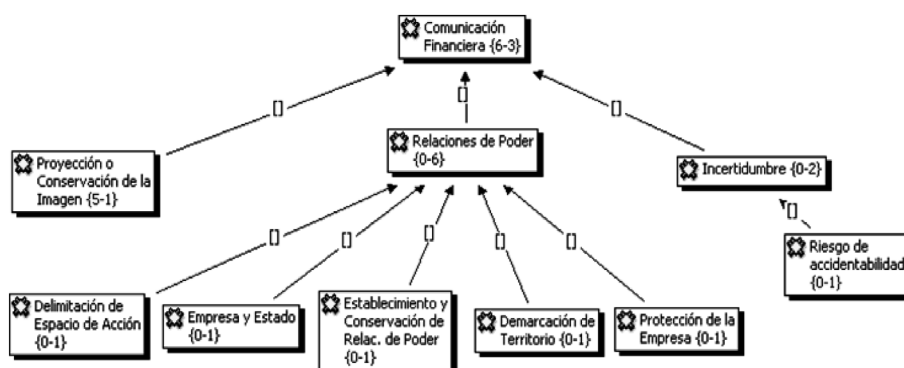 Comunicación
Financiera {6-3}
[]
[]
[]
Proyección o
Conservación de la
Imagen {5-1}
Relaciones de Poder
{0-6}
Incertidumbre {0-2}
[]
[]
[]
[]
[]
[]
Delimitación de
Espacio de Acción
{0-1}
Empresa y Estado
{0-1}
Establecimiento y
Conservación de
Relac. de Poder
{0-1}
Demarcación de
Territorio {0-1}
Protección de la
Empresa {0-1}
Riesgo de
accidentabilidad
{0-1}